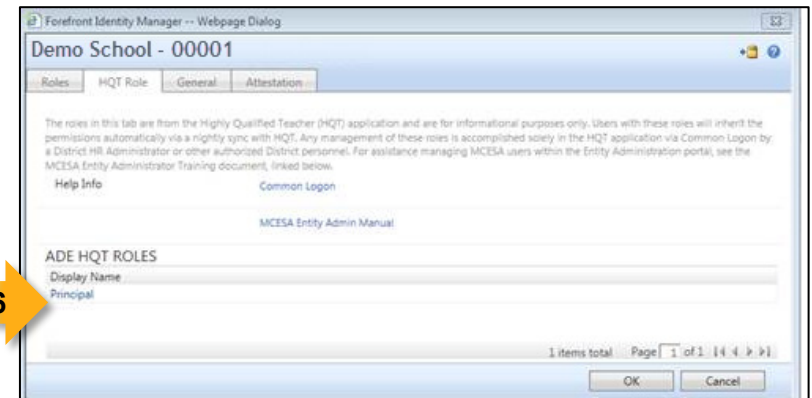 Forefront Identity Manager -- Webpage Dialog
Demo School - 00001
Roles HQT Role General Attestation
The roles in this tab are from the Highly Qualified Teacher (HQT) application and are for informational purposes only. Users with these roles will inherit the
permissions automatically via a nightly sync with HQT. Any management of these roles is accomplished solely in the HQT application via Common Logon by
a District HR Administrator or other authorized District personnel. For assistance managing MCESA users within the Entity Administration portal, see the
MCESA Entity Administrator Training document, linked below.
Help Info Common Logon
MCESA Entity Admin Manual
ADE HQT ROLES
Display Name
6 Principal
1 items total Page 1 of 1
OK Cancel